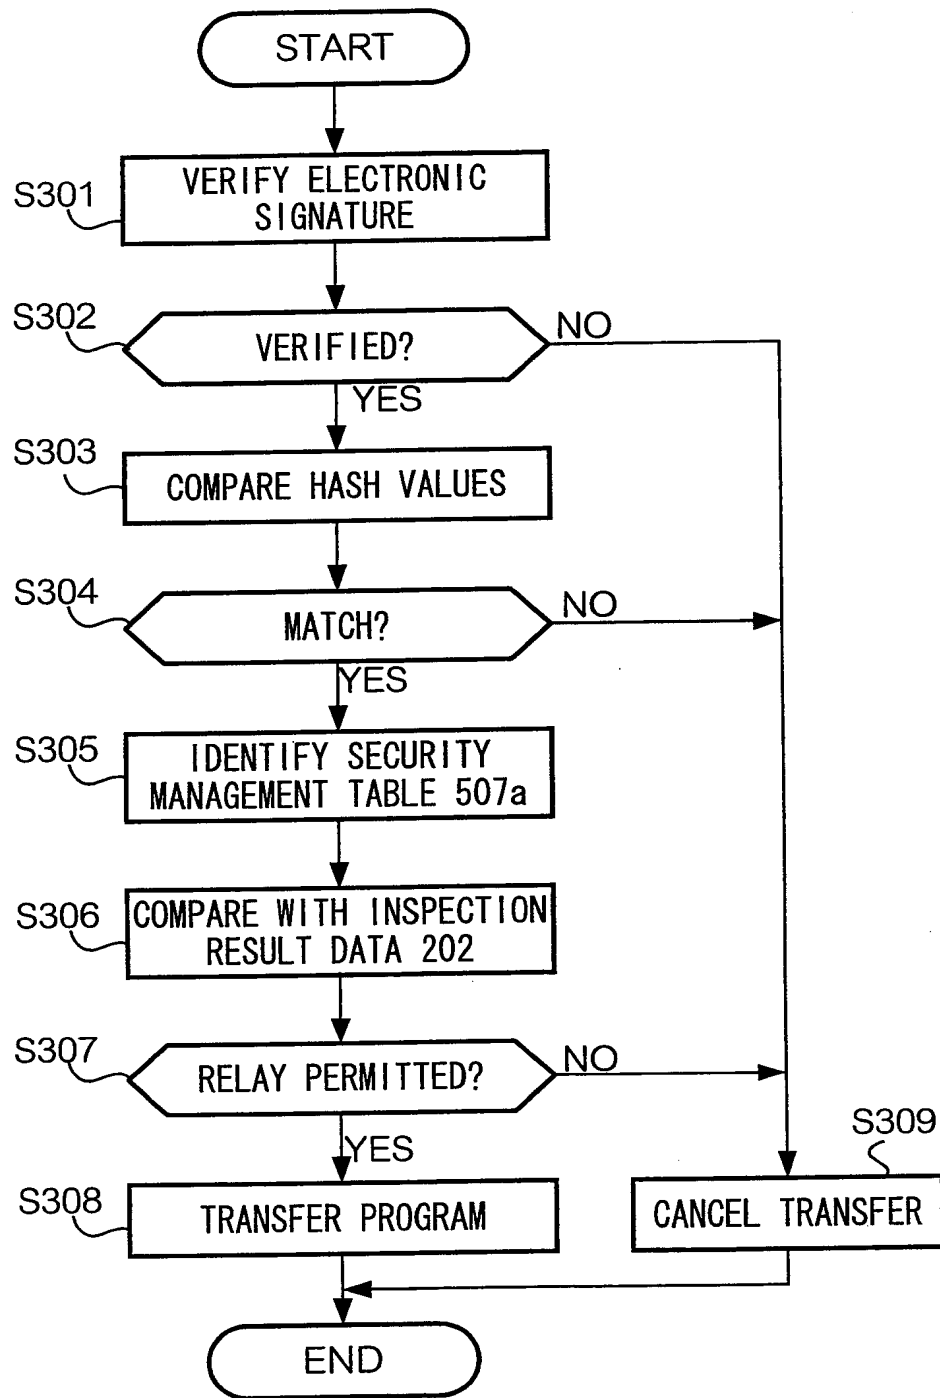 START
S301
VERIFY ELECTRONIC
SIGNATURE
S302
VERIFIED?
NO
YES
S303
COMPARE HASH VALUES
S304
MATCH?
NO
YES
S305
IDENTIFY SECURITY
MANAGEMENT TABLE 507a
S306
COMPARE WITH INSPECTION
RESULT DATA 202
S307
RELAY PERMITTED?
NO
YES
S309
S308
TRANSFER PROGRAM
CANCEL TRANSFER
END